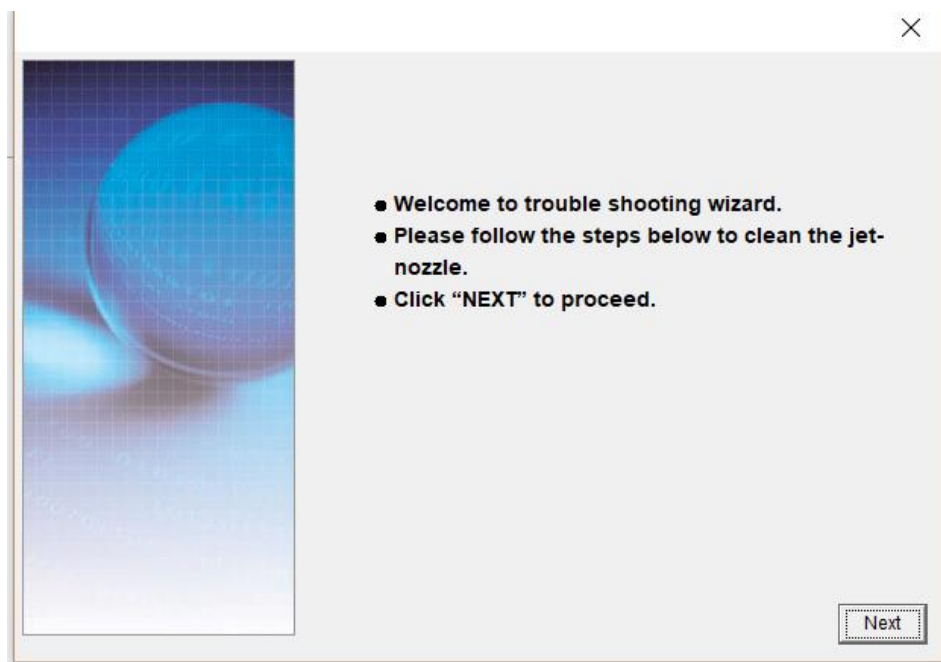 Welcome to trouble shooting wizard.
Please follow the steps below to clean the jet-
nozzle.
Click “NEXT” to proceed.
Next